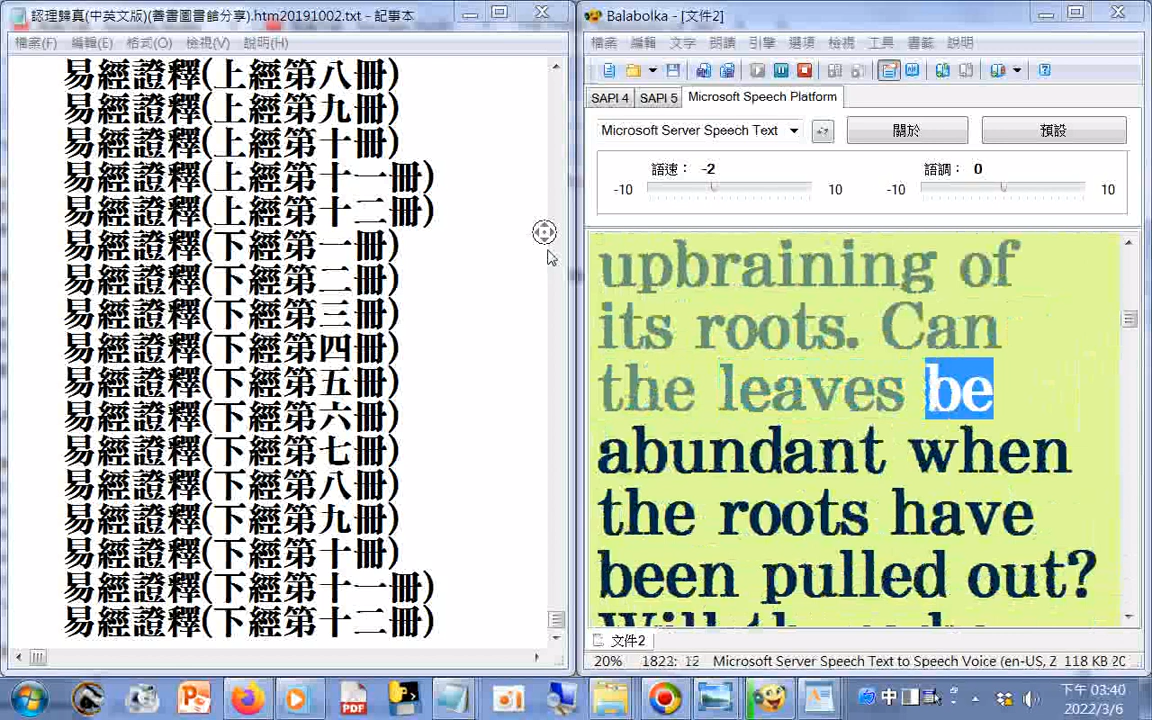 認理歸真(中英文版)(善書圖書館分享).htm20191002.txt - 記事本
檔案(F) 編輯(E) 格式(O) 檢視(V) 說明(H)
易經證釋(上經第八冊)
易經證釋(上經第九冊)
易經證釋(上經第十冊)
易經證釋(上經第十一冊)
易經證釋(上經第十二冊)
易經證釋(下經第一冊)
易經證釋(下經第二冊)
易經證釋(下經第三冊)
易經證釋(下經第四冊)
易經證釋(下經第五冊)
易經證釋(下經第六冊)
易經證釋(下經第七冊)
易經證釋(下經第八冊)
易經證釋(下經第九冊)
易經證釋(下經第十冊)
易經證釋(下經第十一冊)
易經證釋(下經第十二冊)
Balabolka - [文件2]
檔案 編輯 文字 朗讀 引擎 選項 檢視 工具 書籤 說明
SAPI 4 SAPI 5 Microsoft Speech Platform
Microsoft Server Speech Text 關於 預設
語速： -2 語調： 0
-10 10 -10 10
upbraining of
its roots. Can
the leaves be
abundant when
the roots have
been pulled out?
文件2
20% 1823: 12 Microsoft Server Speech Text to Speech Voice (en-US, Z 118 KB 20
PDF 中 下午 03:40
2022/3/6